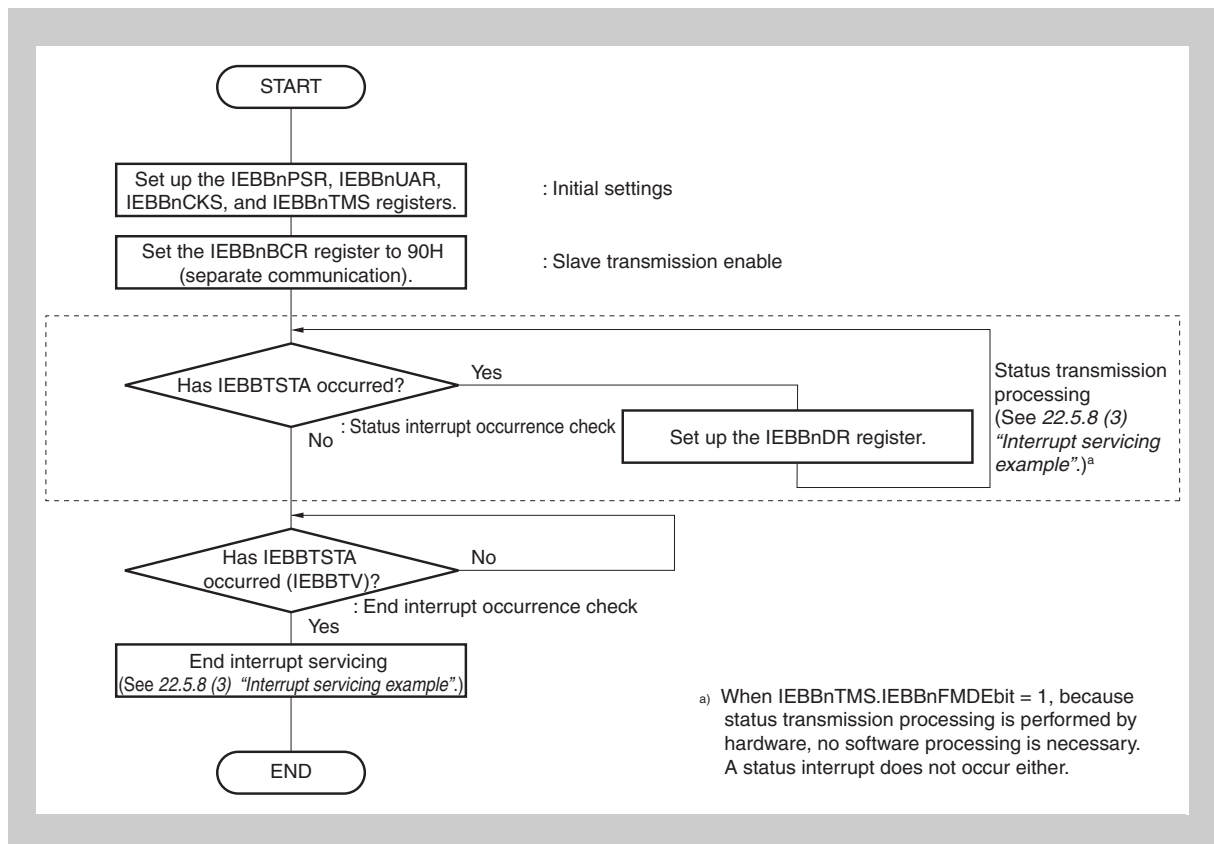 START
Set up the IEBBnPSR, IEBBnUAR,
IEBBnCKS, and IEBBnTMS registers.
: Initial settings
Set the IEBBnBCR register to 90H
(separate communication).
: Slave transmission enable
Has IEBBTSTA occurred?
Yes
No
: Status interrupt occurrence check
Set up the IEBBnDR register.
Status transmission
processing
(See 22.5.8 (3)
“Interrupt servicing
example”.)a
Has IEBBTSTA
occurred (IEBBTV)?
No
: End interrupt occurrence check
Yes
End interrupt servicing
(See 22.5.8 (3) “Interrupt servicing example”.)
END
a) When IEBBnTMS.IEBBnFMDEbit = 1, because
status transmission processing is performed by
hardware, no software processing is necessary.
A status interrupt does not occur either.